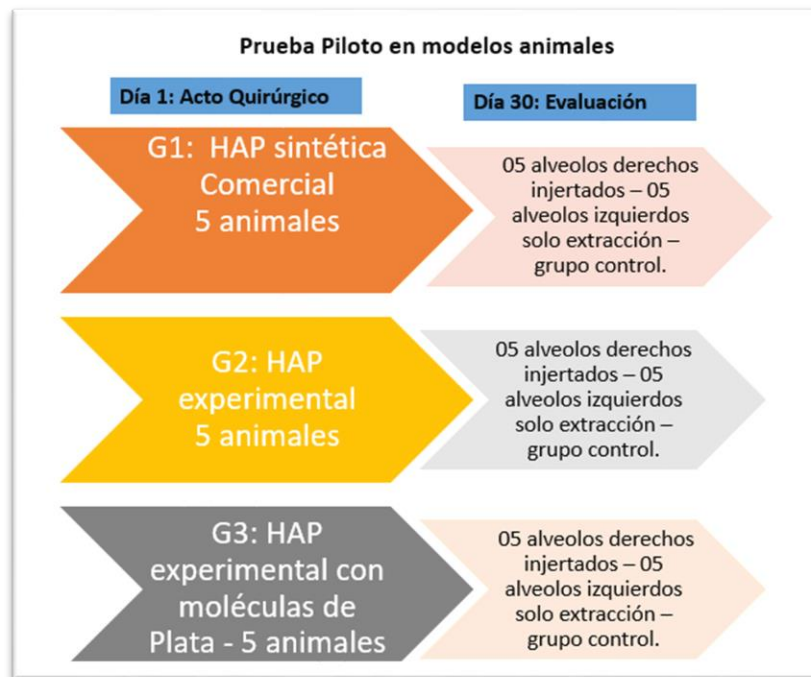 Prueba Piloto en modelos animales
Día 1: Acto Quirúrgico
Día 30: Evaluación
G1: HAP sintética
Comercial
5 animales
05 alveolos derechos
injertados – 05
alveolos izquierdos
solo extracción –
grupo control.
G2: HAP
experimental
5 animales
05 alveolos derechos
injertados – 05
alveolos izquierdos
solo extracción –
grupo control.
G3: HAP
experimental con
moléculas de
Plata - 5 animales
05 alveolos derechos
injertados – 05
alveolos izquierdos
solo extracción –
grupo control.